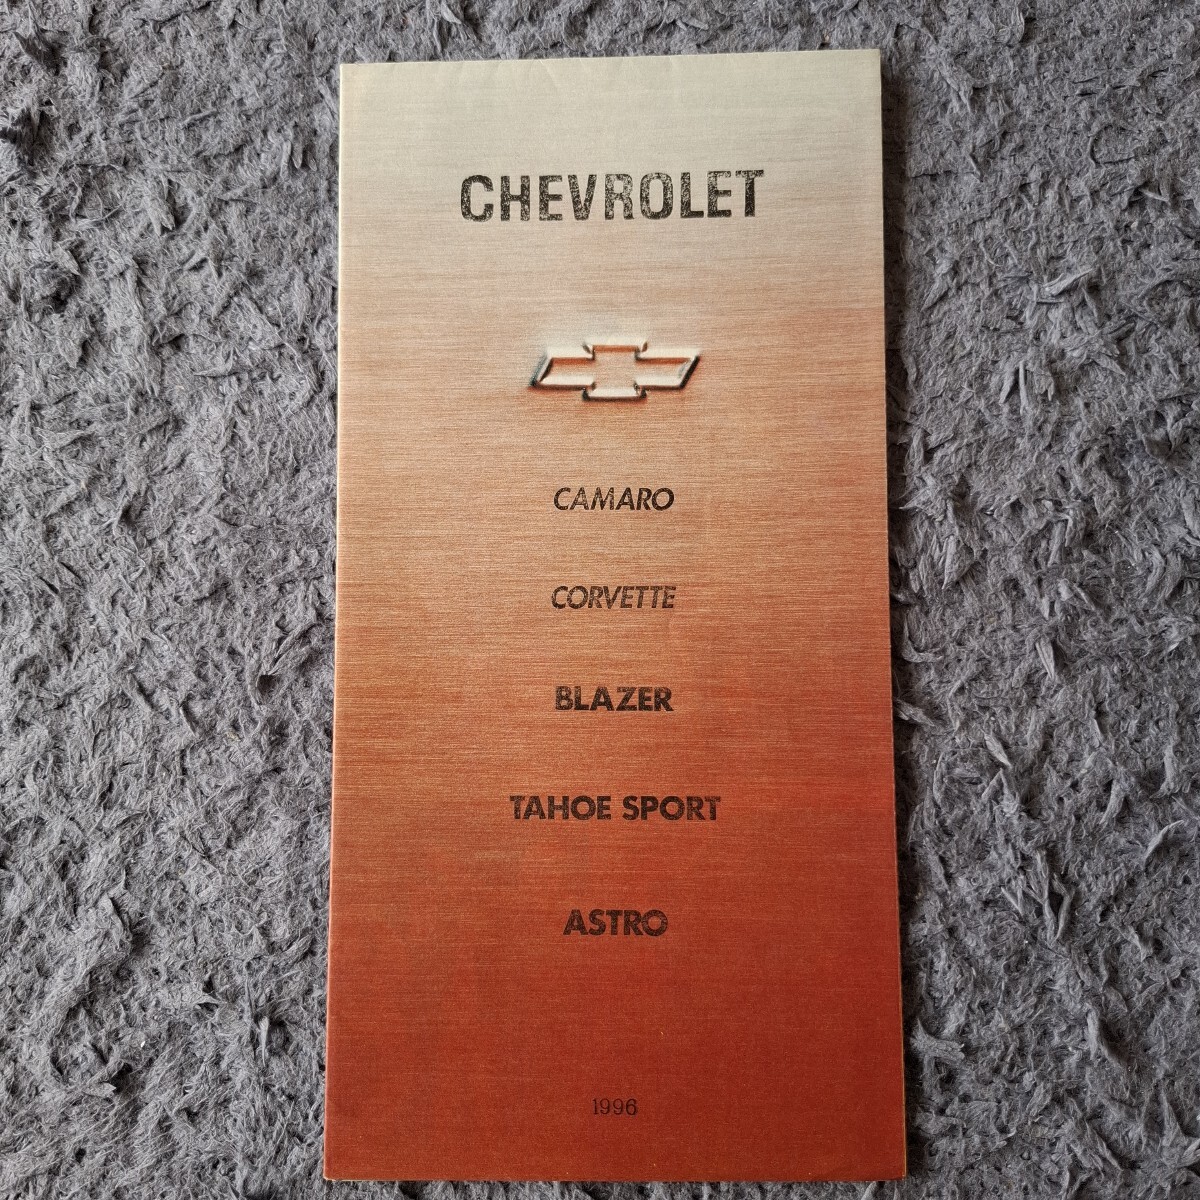 CHEVROLET
CAMARO
CORVETTE
BLAZER
TAHOE SPORT
ASTRO
1996